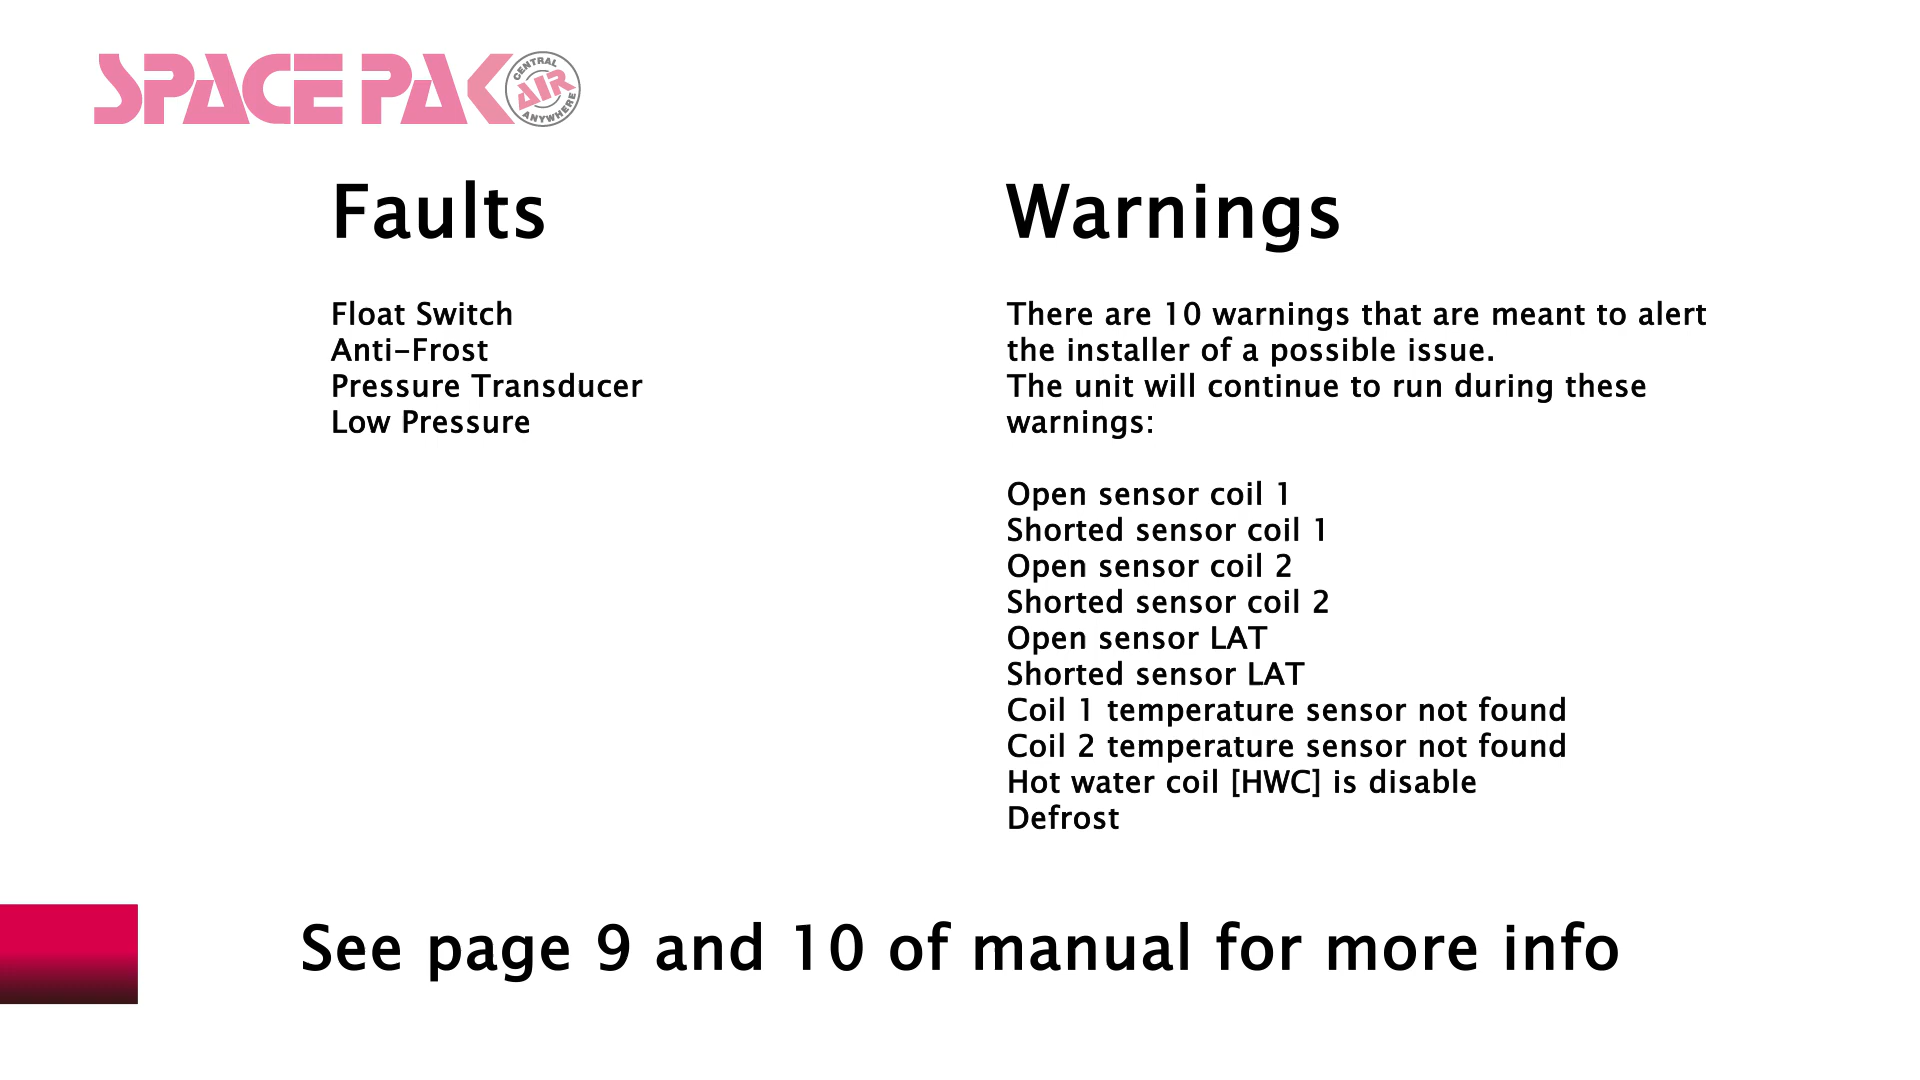 SPACE PAK
CENTRAL
AIR
ANYWHERE
Faults
Float Switch
Anti-Frost
Pressure Transducer
Low Pressure
Warnings
There are 10 warnings that are meant to alert
the installer of a possible issue.
The unit will continue to run during these
warnings:
Open sensor coil 1
Shorted sensor coil 1
Open sensor coil 2
Shorted sensor coil 2
Open sensor LAT
Shorted sensor LAT
Coil 1 temperature sensor not found
Coil 2 temperature sensor not found
Hot water coil [HWC] is disable
Defrost
See page 9 and 10 of manual for more info